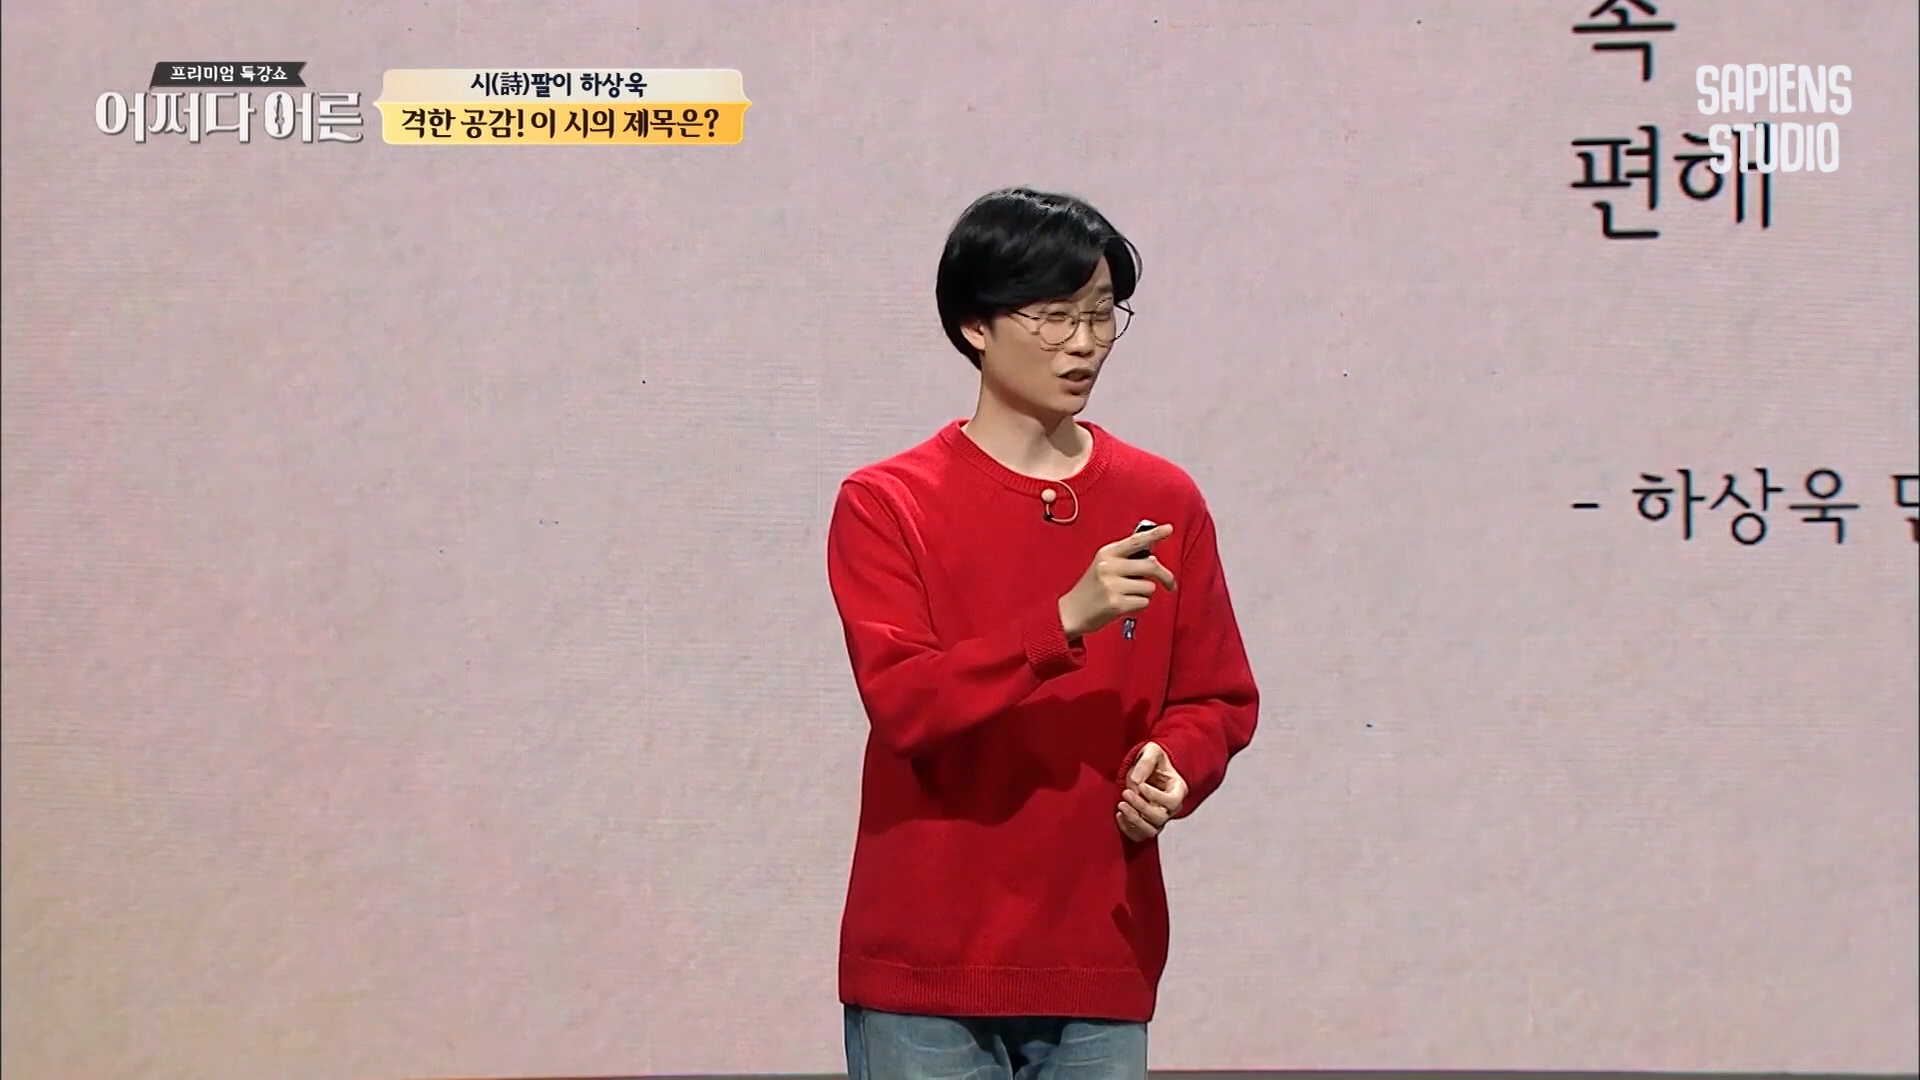 프리미엄 특강쇼
어쩌다 어른
시(詩)팔이 하상욱
격한 공감! 이 시의 제목은?
SAPIENS
STUDIO
속
편해
- 하상욱